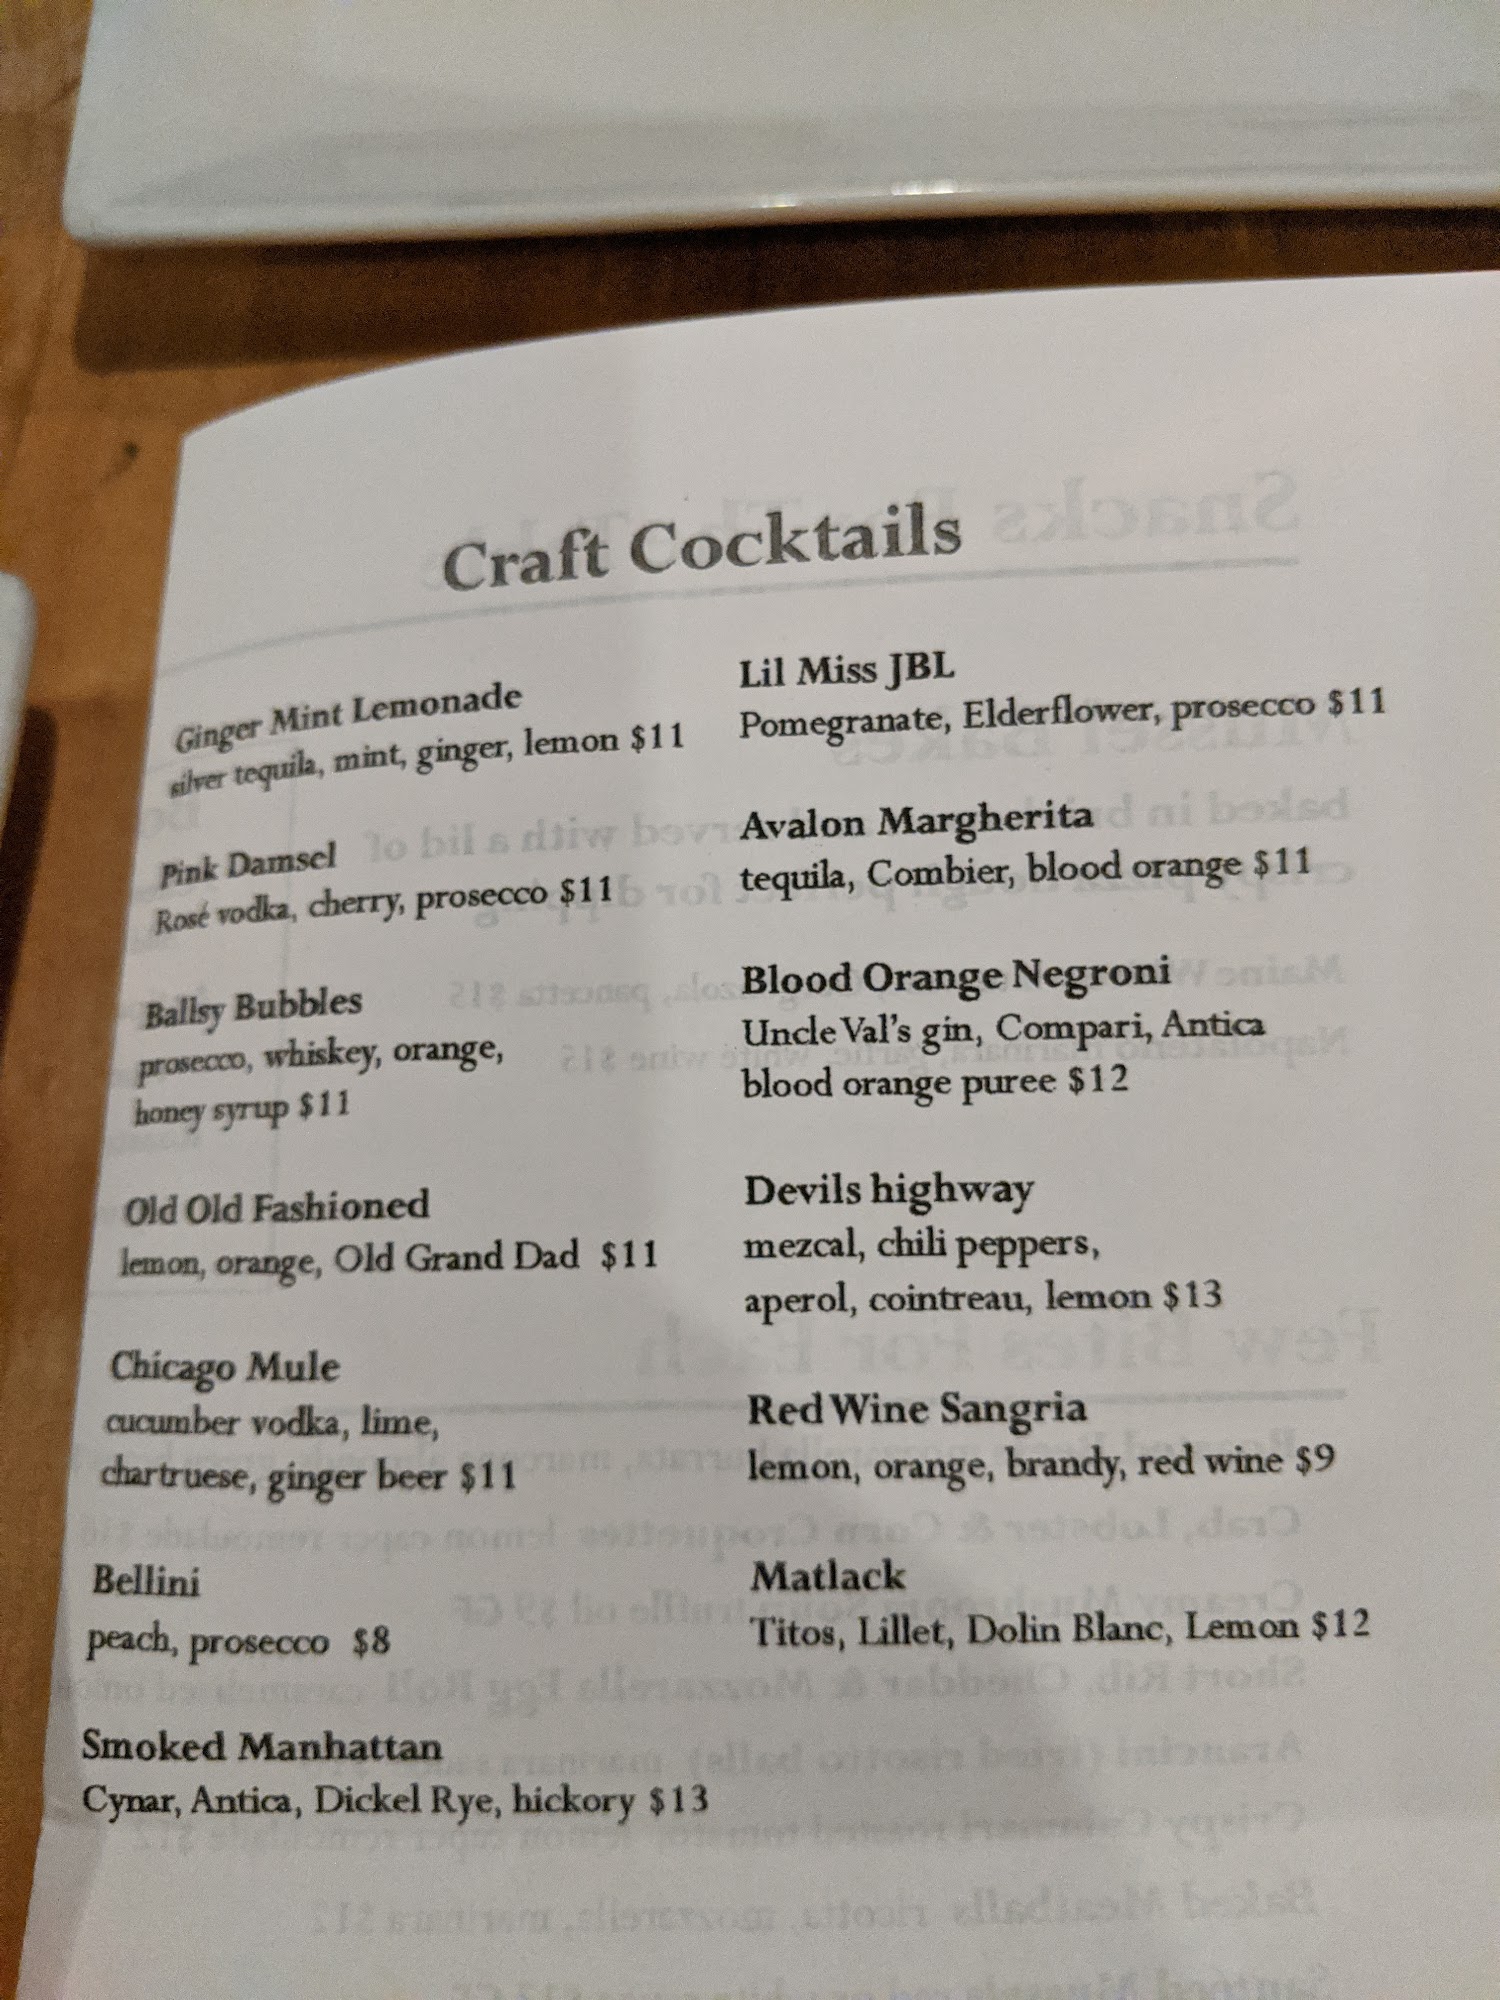 Craft Cocktails
Ginger Mint Lemonade
silver tequila, mint, ginger, lemon $11
Pink Damsel
Rosé vodka, cherry, prosecco $11
Ballsy Bubbles
prosecco, whiskey, orange,
honey syrup $11
Old Old Fashioned
lemon, orange, Old Grand Dad $11
Chicago Mule
cucumber vodka, lime,
chartruese, ginger beer $11
Bellini
peach, prosecco $8
Smoked Manhattan
Cynar, Antica, Dickel Rye, hickory $13
Lil Miss JBL
Pomegranate, Elderflower, prosecco $11
Avalon Margherita
tequila, Combier, blood orange $11
Blood Orange Negroni
Uncle Val's gin, Compari, Antica
blood orange puree $12
Devils highway
mezcal, chili peppers,
aperol, cointreau, lemon $13
Red Wine Sangria
lemon, orange, brandy, red wine $9
Matlack
Titos, Lillet, Dolin Blanc, Lemon $12